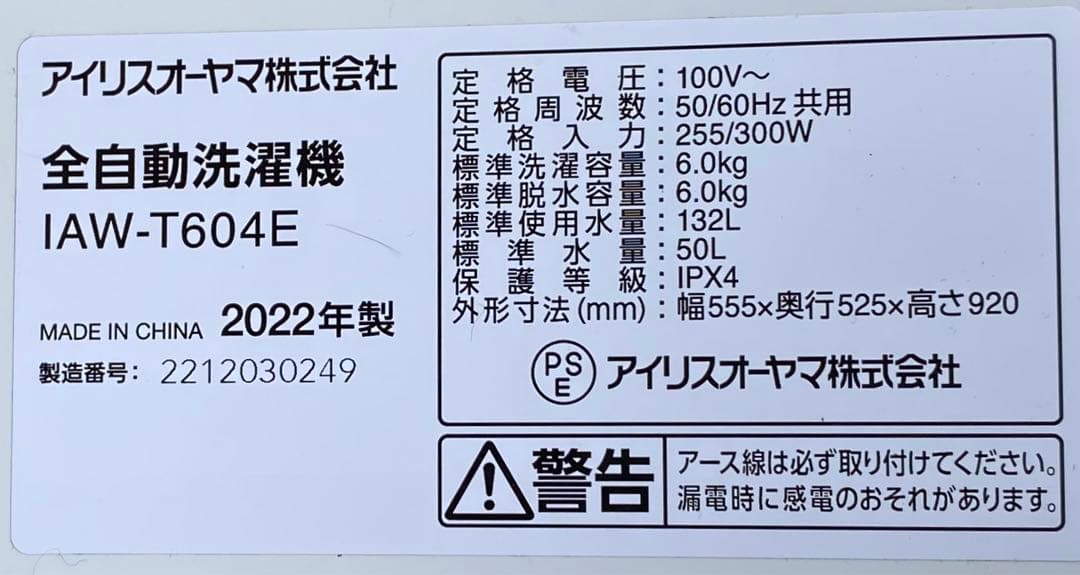 アイリスオーヤマ株式会社
全自動洗濯機
IAW-T604E
MADE IN CHINA 2022年製
製造番号: 2212030249
定格電圧:100V～
定格周波数:50/60Hz 共用
定格入力:255/300W
標準洗濯容量:6.0kg
標準脱水容量:6.0kg
標準使用水量:132L
標準水量:50L
保護等級:IPX4
外形寸法(mm):幅555×奥行525×高さ920
PS
E
アイリスオーヤマ株式会社
警告
アース線は必ず取り付けてください。
漏電時に感電のおそれがあります。